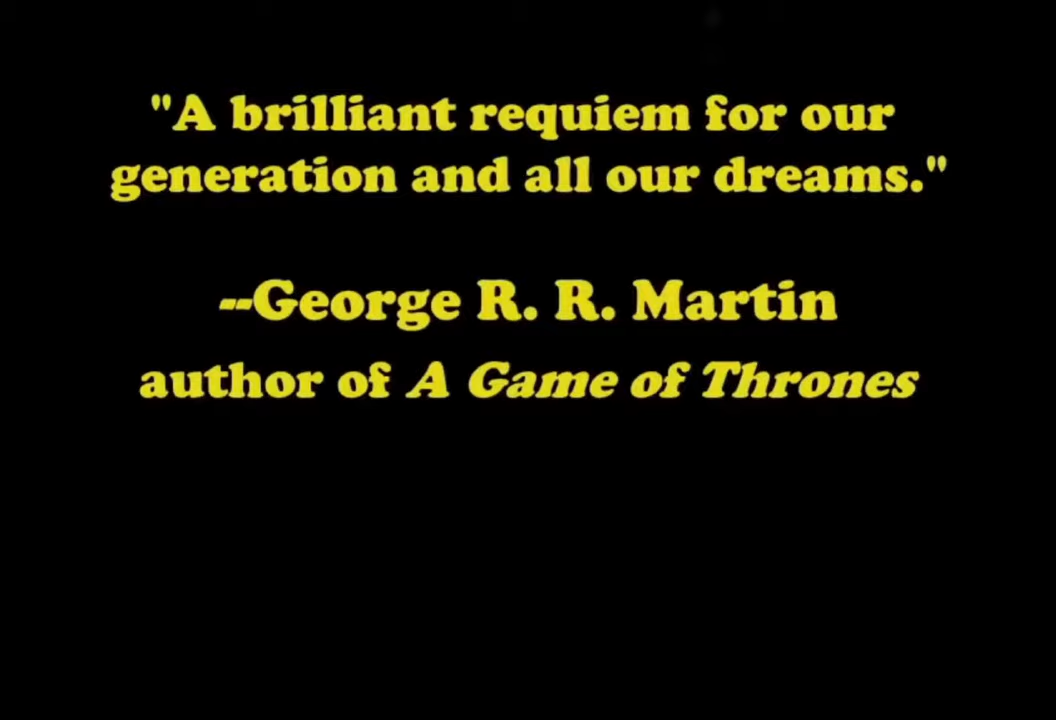 "A brilliant requiem for our
generation and all our dreams."
--George R. R. Martin
author of A Game of Thrones